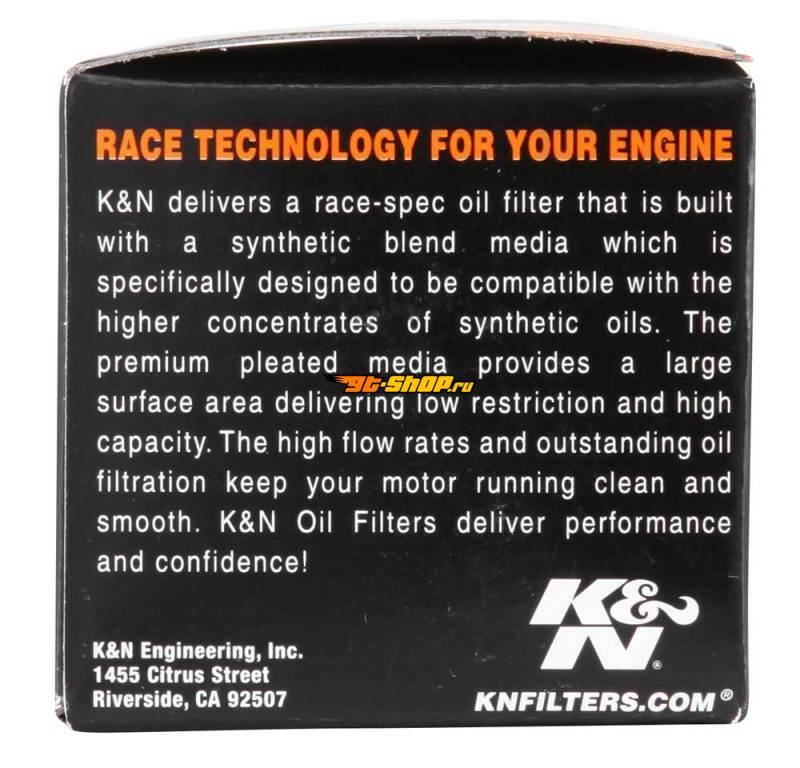 RACE TECHNOLOGY FOR YOUR ENGINE
K&N delivers a race-spec oil filter that is built
with a synthetic blend media which is
specifically designed to be compatible with the
higher concentrates of synthetic oils. The
premium pleated media provides a large
gt-shop.ru
surface area delivering low restriction and high
capacity. The high flow rates and outstanding oil
filtration keep your motor running clean and
smooth. K&N Oil Filters deliver performance
and confidence!
K&N®
K&N Engineering, Inc.
1455 Citrus Street
Riverside, CA 92507
KNFILTERS.COM®